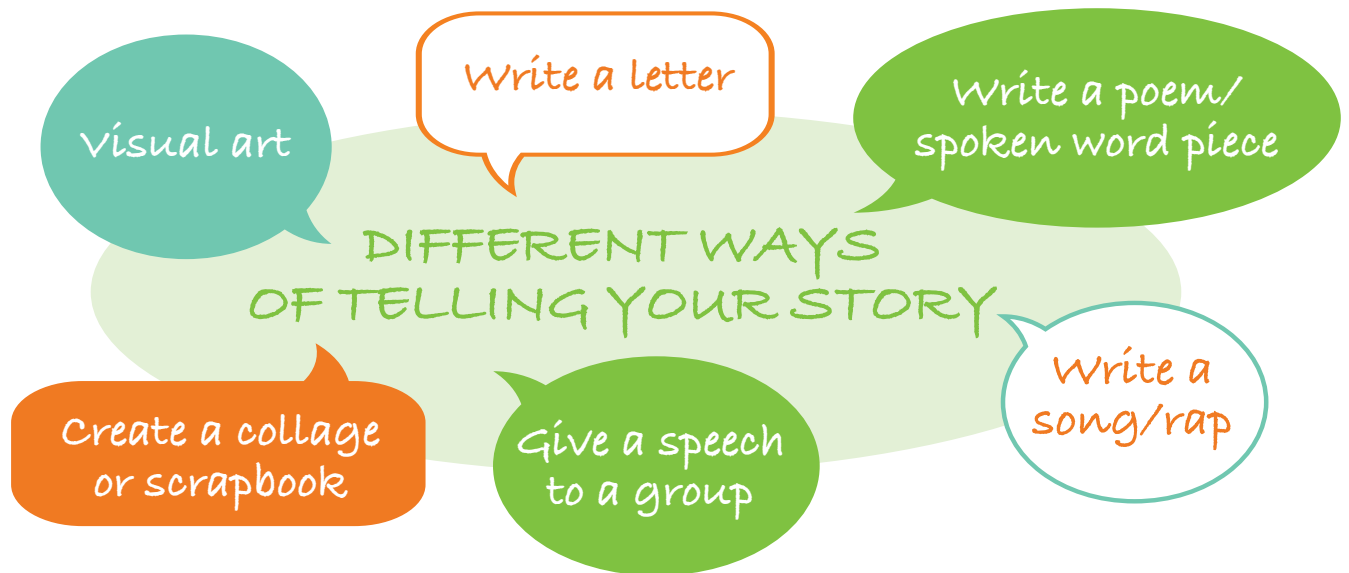 Visual art
Write a letter
Write a poem/
spoken word piece
DIFFERENT WAYS
OF TELLING YOUR STORY
Create a collage
or scrapbook
Give a speech
to a group
Write a
song/rap